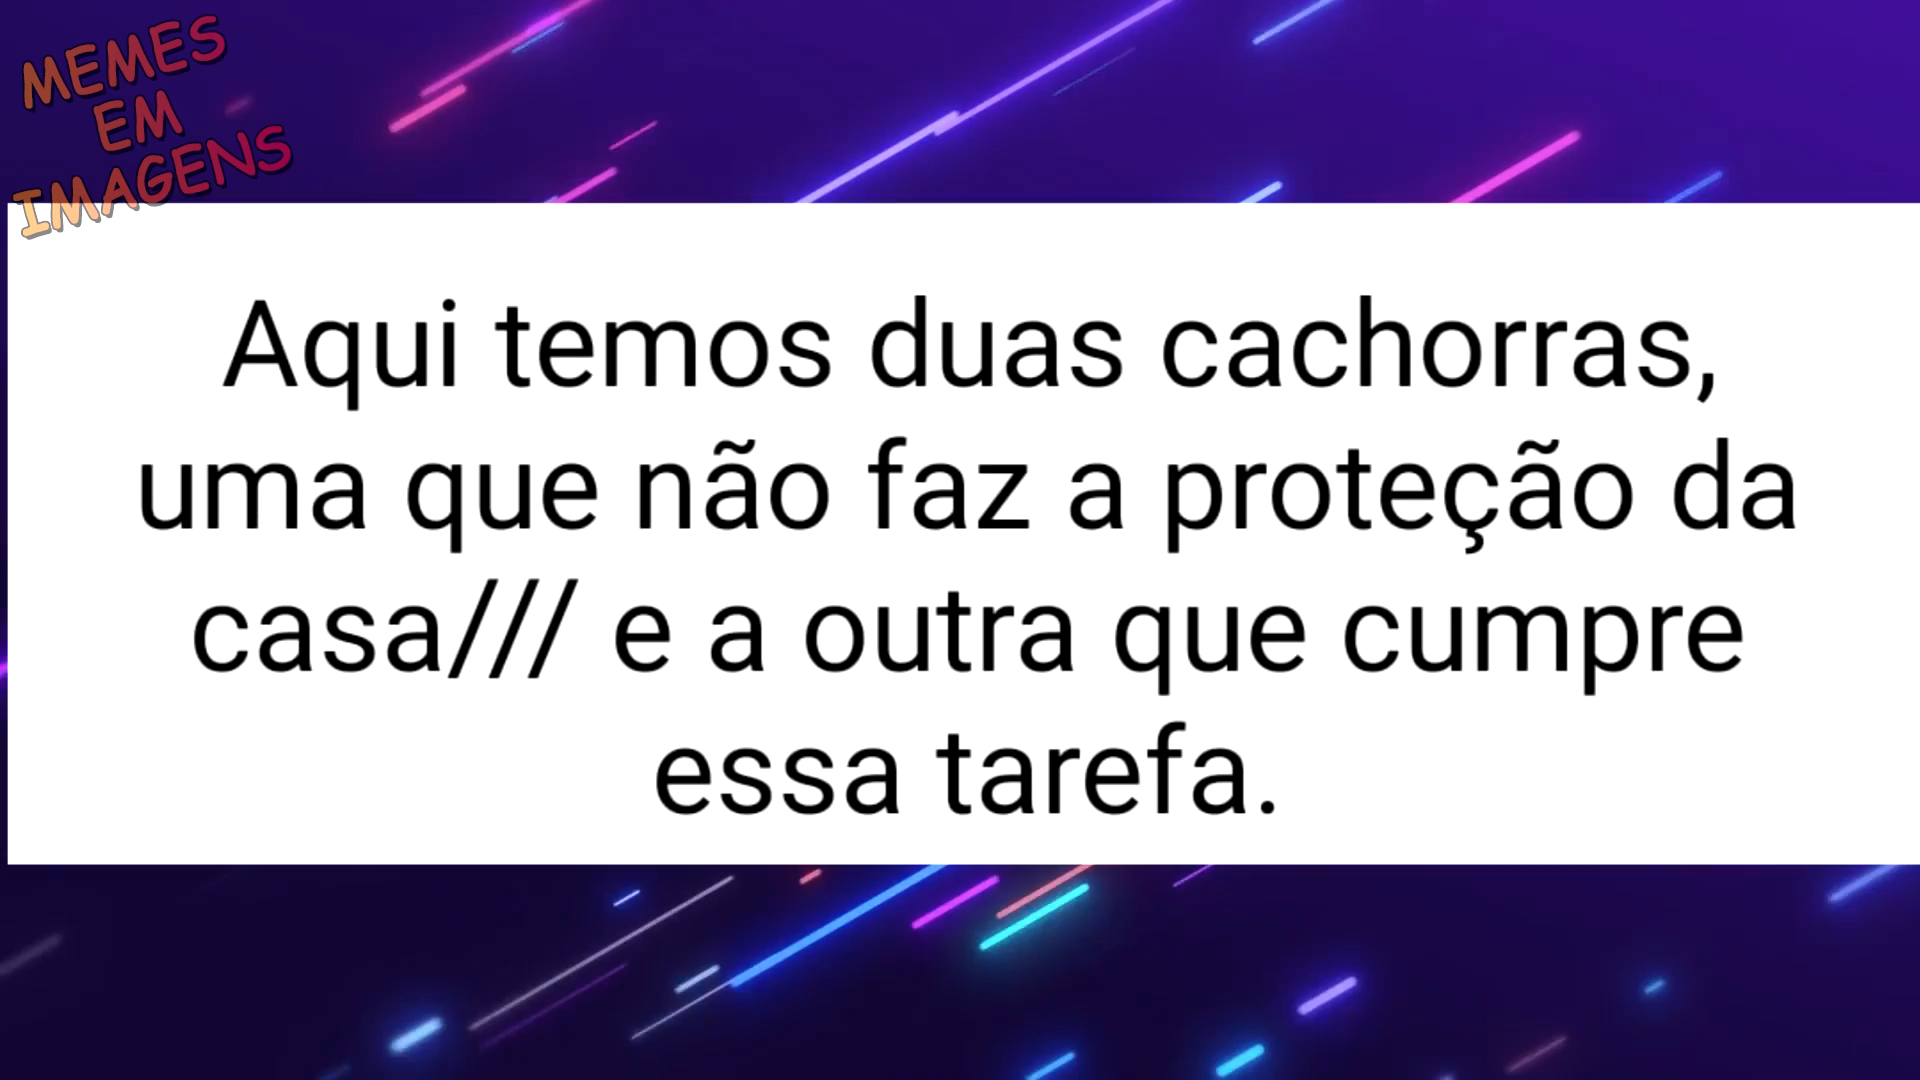 MEMES
EM
IMAGENS
Aqui temos duas cachorras,
uma que não faz a proteção da
casa/// e a outra que cumpre
essa tarefa.